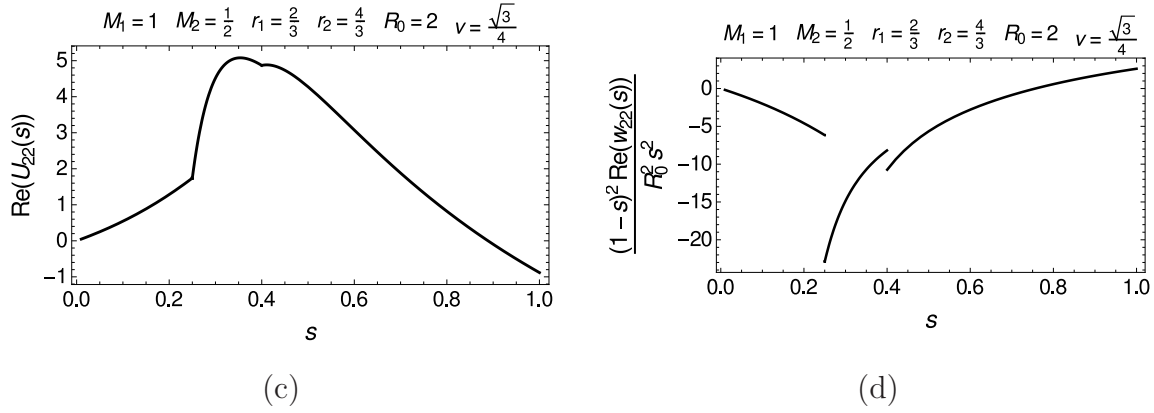 M₁ = 1 M₂ = 1/2 r₁ = 2/3 r₂ = 4/3 R₀ = 2 v = √3/4
Re(U₂₂(s))
5
4
3
2
1
0
−1
0.0 0.2 0.4 0.6 0.8 1.0
s
(c)
M₁ = 1 M₂ = 1/2 r₁ = 2/3 r₂ = 4/3 R₀ = 2 v = √3/4
(1 − s)² Re(w₂₂(s))
R₀² s²
0
−5
−10
−15
−20
0.0 0.2 0.4 0.6 0.8 1.0
s
(d)